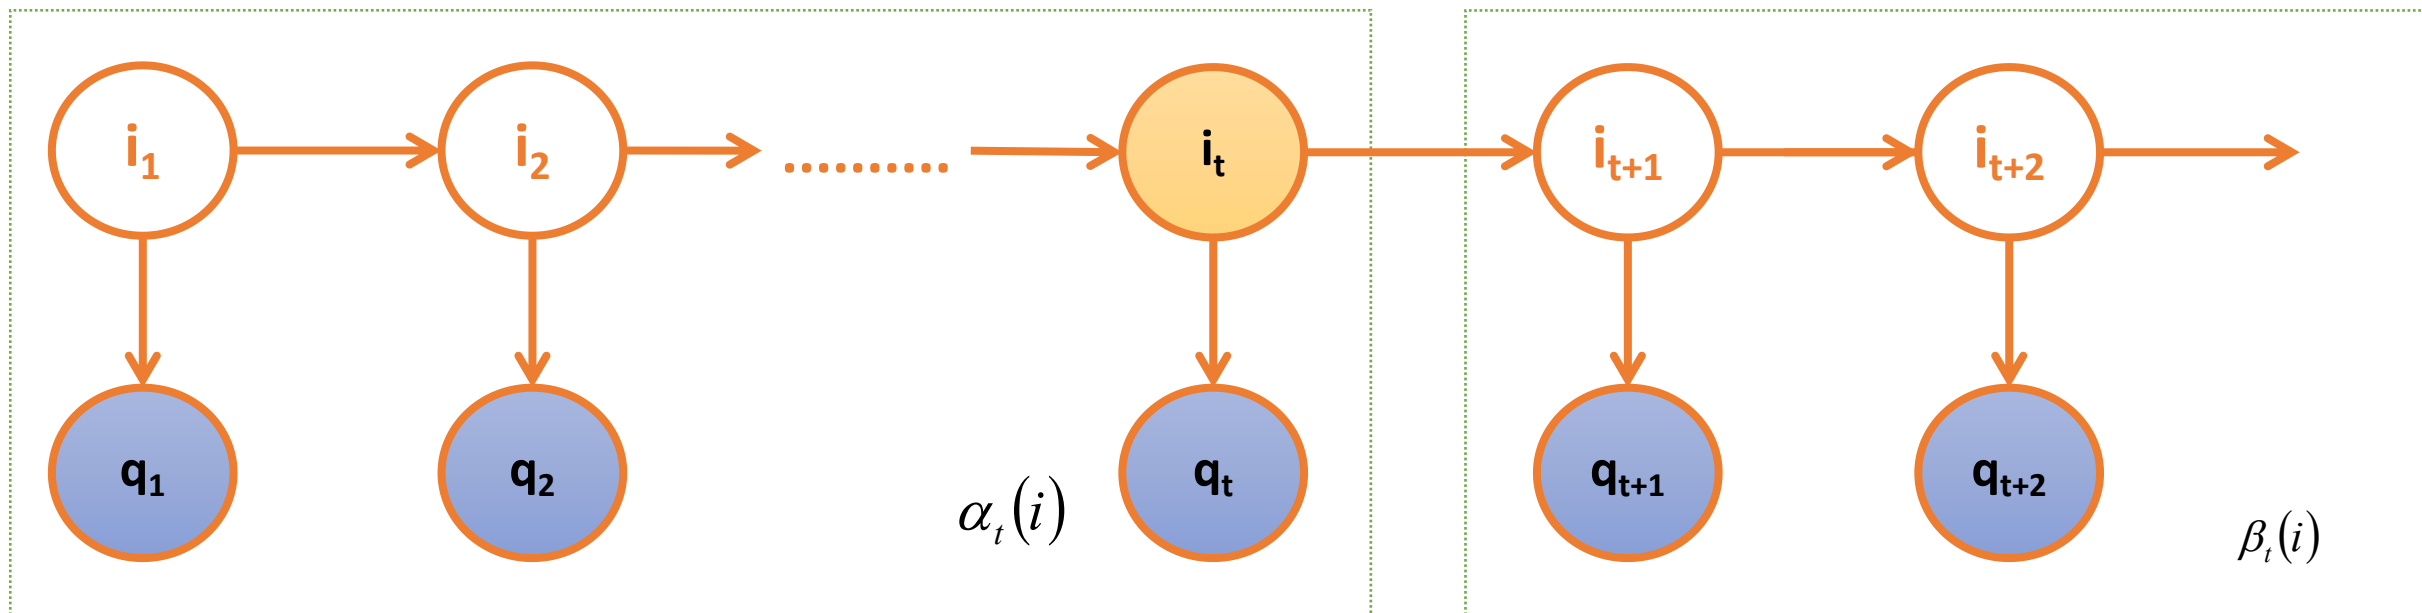 i₁ i₂ ......... iₜ iₜ₊₁ iₜ₊₂
q₁ q₂ αₜ(i) qₜ qₜ₊₁ qₜ₊₂ βₜ(i)